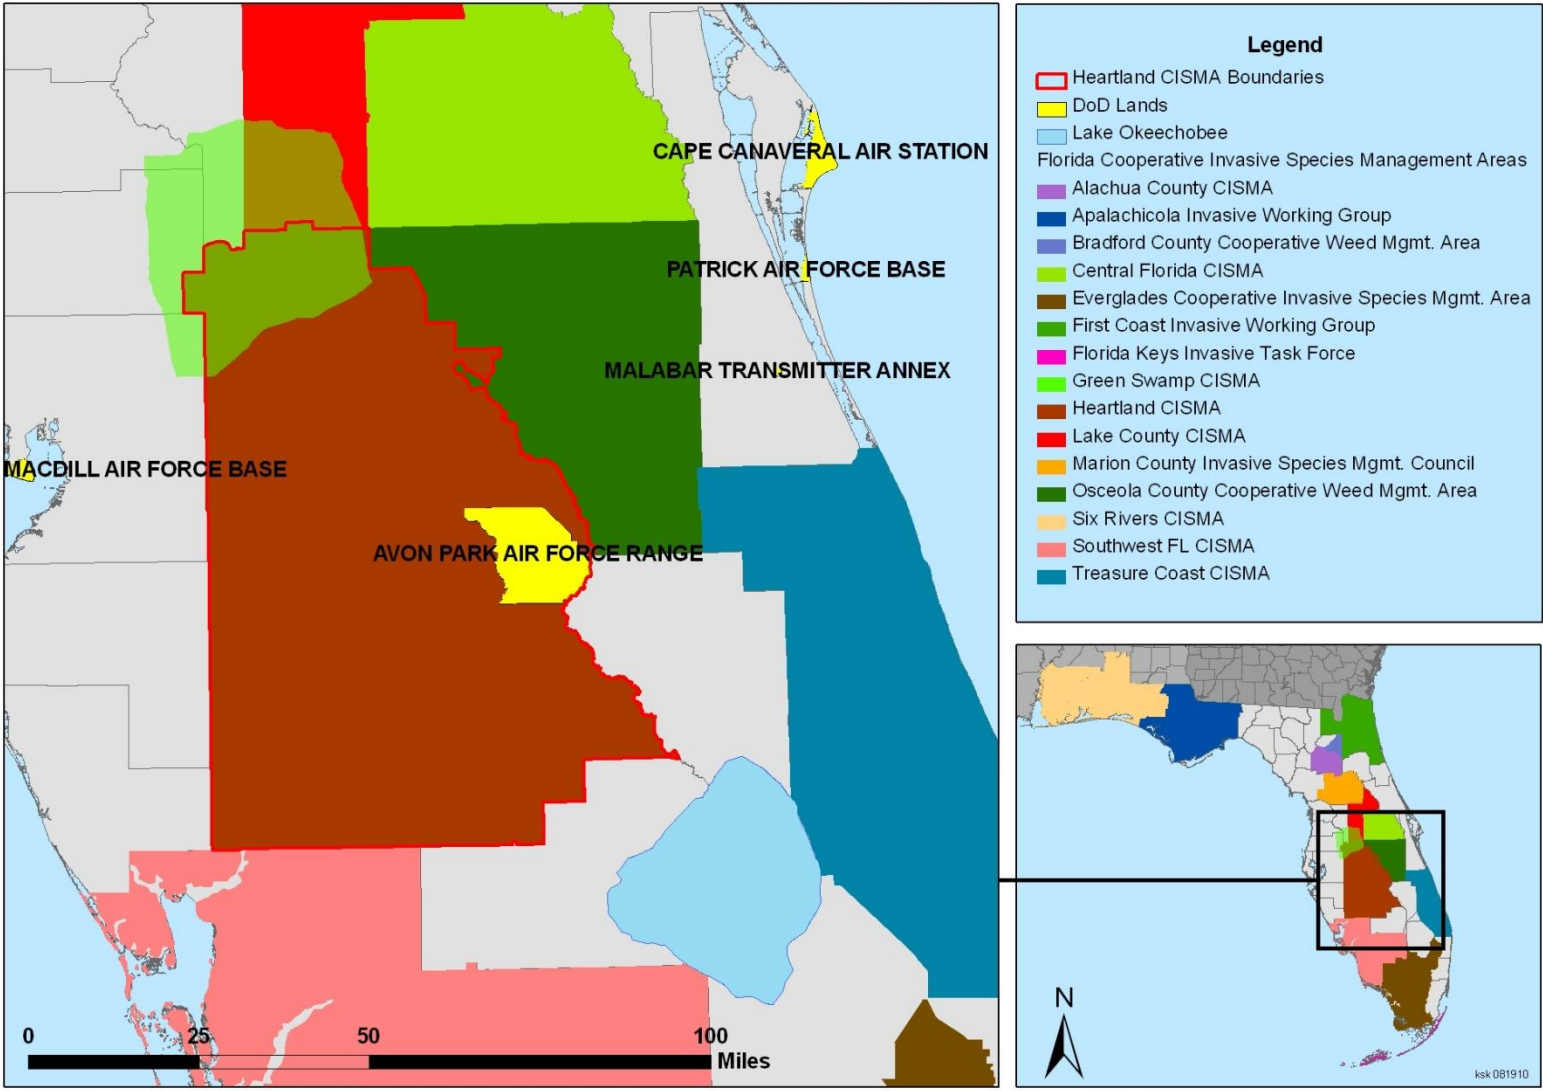 CAPE CANAVERAL AIR STATION
PATRICK AIR FORCE BASE
MALABAR TRANSMITTER ANNEX
MACDILL AIR FORCE BASE
AVON PARK AIR FORCE RANGE
0 25 50 100
Miles
Legend
Heartland CISMA Boundaries
DoD Lands
Lake Okeechobee
Florida Cooperative Invasive Species Management Areas
Alachua County CISMA
Apalachicola Invasive Working Group
Bradford County Cooperative Weed Mgmt. Area
Central Florida CISMA
Everglades Cooperative Invasive Species Mgmt. Area
First Coast Invasive Working Group
Florida Keys Invasive Task Force
Green Swamp CISMA
Heartland CISMA
Lake County CISMA
Marion County Invasive Species Mgmt. Council
Osceola County Cooperative Weed Mgmt. Area
Six Rivers CISMA
Southwest FL CISMA
Treasure Coast CISMA
N
ksk 081910